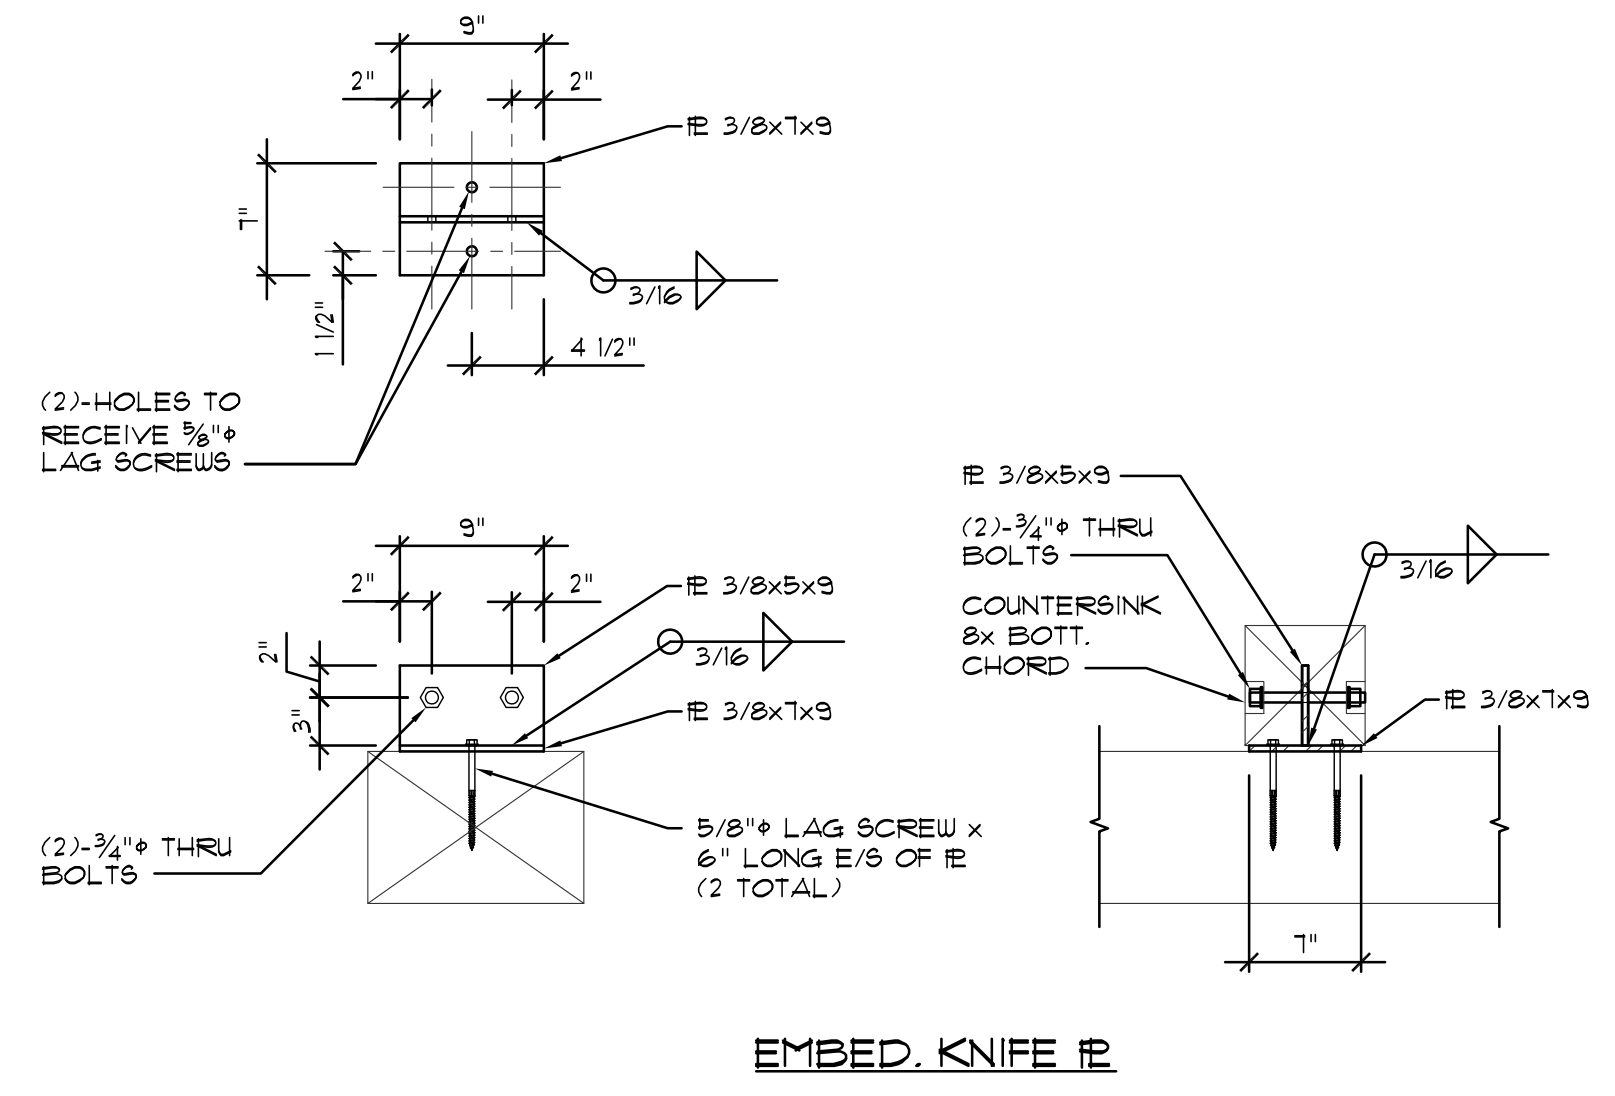 9"
2"
2"
PL 3/8x7x9
7"
3/16
1 1/2"
4 1/2"
(2)-HOLES TO
RECEIVE 5/8"φ
LAG SCREWS
9"
2"
2"
PL 3/8x5x9
2"
3/16
3"
PL 3/8x7x9
(2)-3/4"φ THRU
BOLTS
5/8"φ LAG SCREW x
6" LONG E/S OF PL
(2 TOTAL)
PL 3/8x5x9
(2)-3/4"φ THRU
BOLTS
3/16
COUNTERSINK
8x BOTT.
CHORD
PL 3/8x7x9
7"
EMBED. KNIFE PL